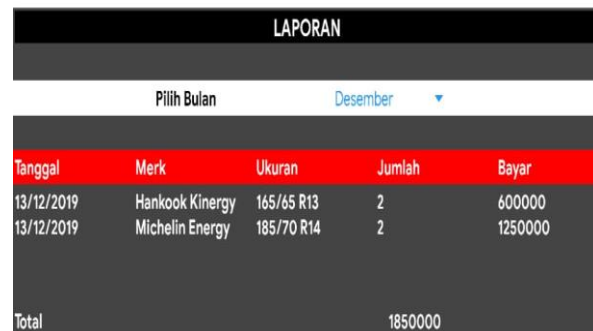 LAPORAN
Pilih Bulan Desember
Tanggal Merk Ukuran Jumlah Bayar
13/12/2019 Hankook Kinergy 165/65 R13 2 600000
13/12/2019 Michelin Energy 185/70 R14 2 1250000
Total 1850000